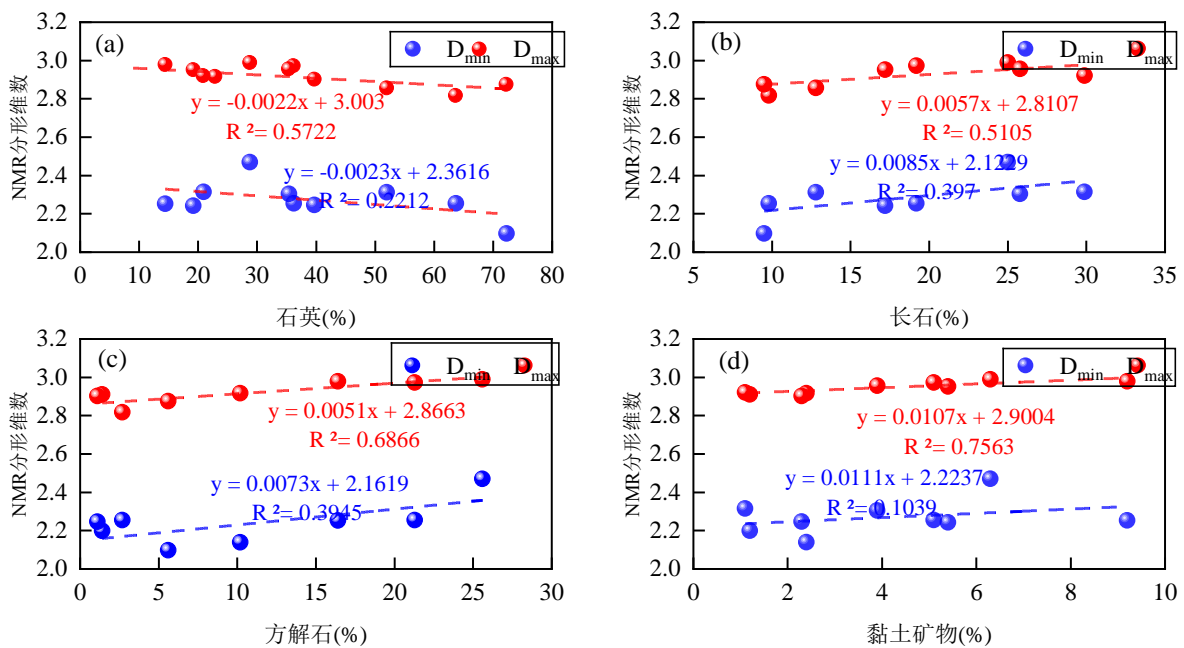 3.2
3.0
2.8
2.6
2.4
2.2
2.0
NMR分形维数
(a)
D_min D_max
y = -0.0022x + 3.003
R ²= 0.5722
y = -0.0023x + 2.3616
R ²= 0.2212
0 10 20 30 40 50 60 70 80
石英(%)
3.2
3.0
2.8
2.6
2.4
2.2
2.0
NMR分形维数
(b)
D_min D_max
y = 0.0057x + 2.8107
R ²= 0.5105
y = 0.0085x + 2.1229
R ²= 0.397
5 10 15 20 25 30 35
长石(%)
3.2
3.0
2.8
2.6
2.4
2.2
2.0
NMR分形维数
(c)
D_min D_max
y = 0.0051x + 2.8663
R ²= 0.6866
y = 0.0073x + 2.1619
R ²= 0.3945
0 5 10 15 20 25 30
方解石(%)
3.2
3.0
2.8
2.6
2.4
2.2
2.0
NMR分形维数
(d)
D_min D_max
y = 0.0107x + 2.9004
R ²= 0.7563
y = 0.0111x + 2.2237
R ²= 0.1039
0 2 4 6 8 10
黏土矿物(%)